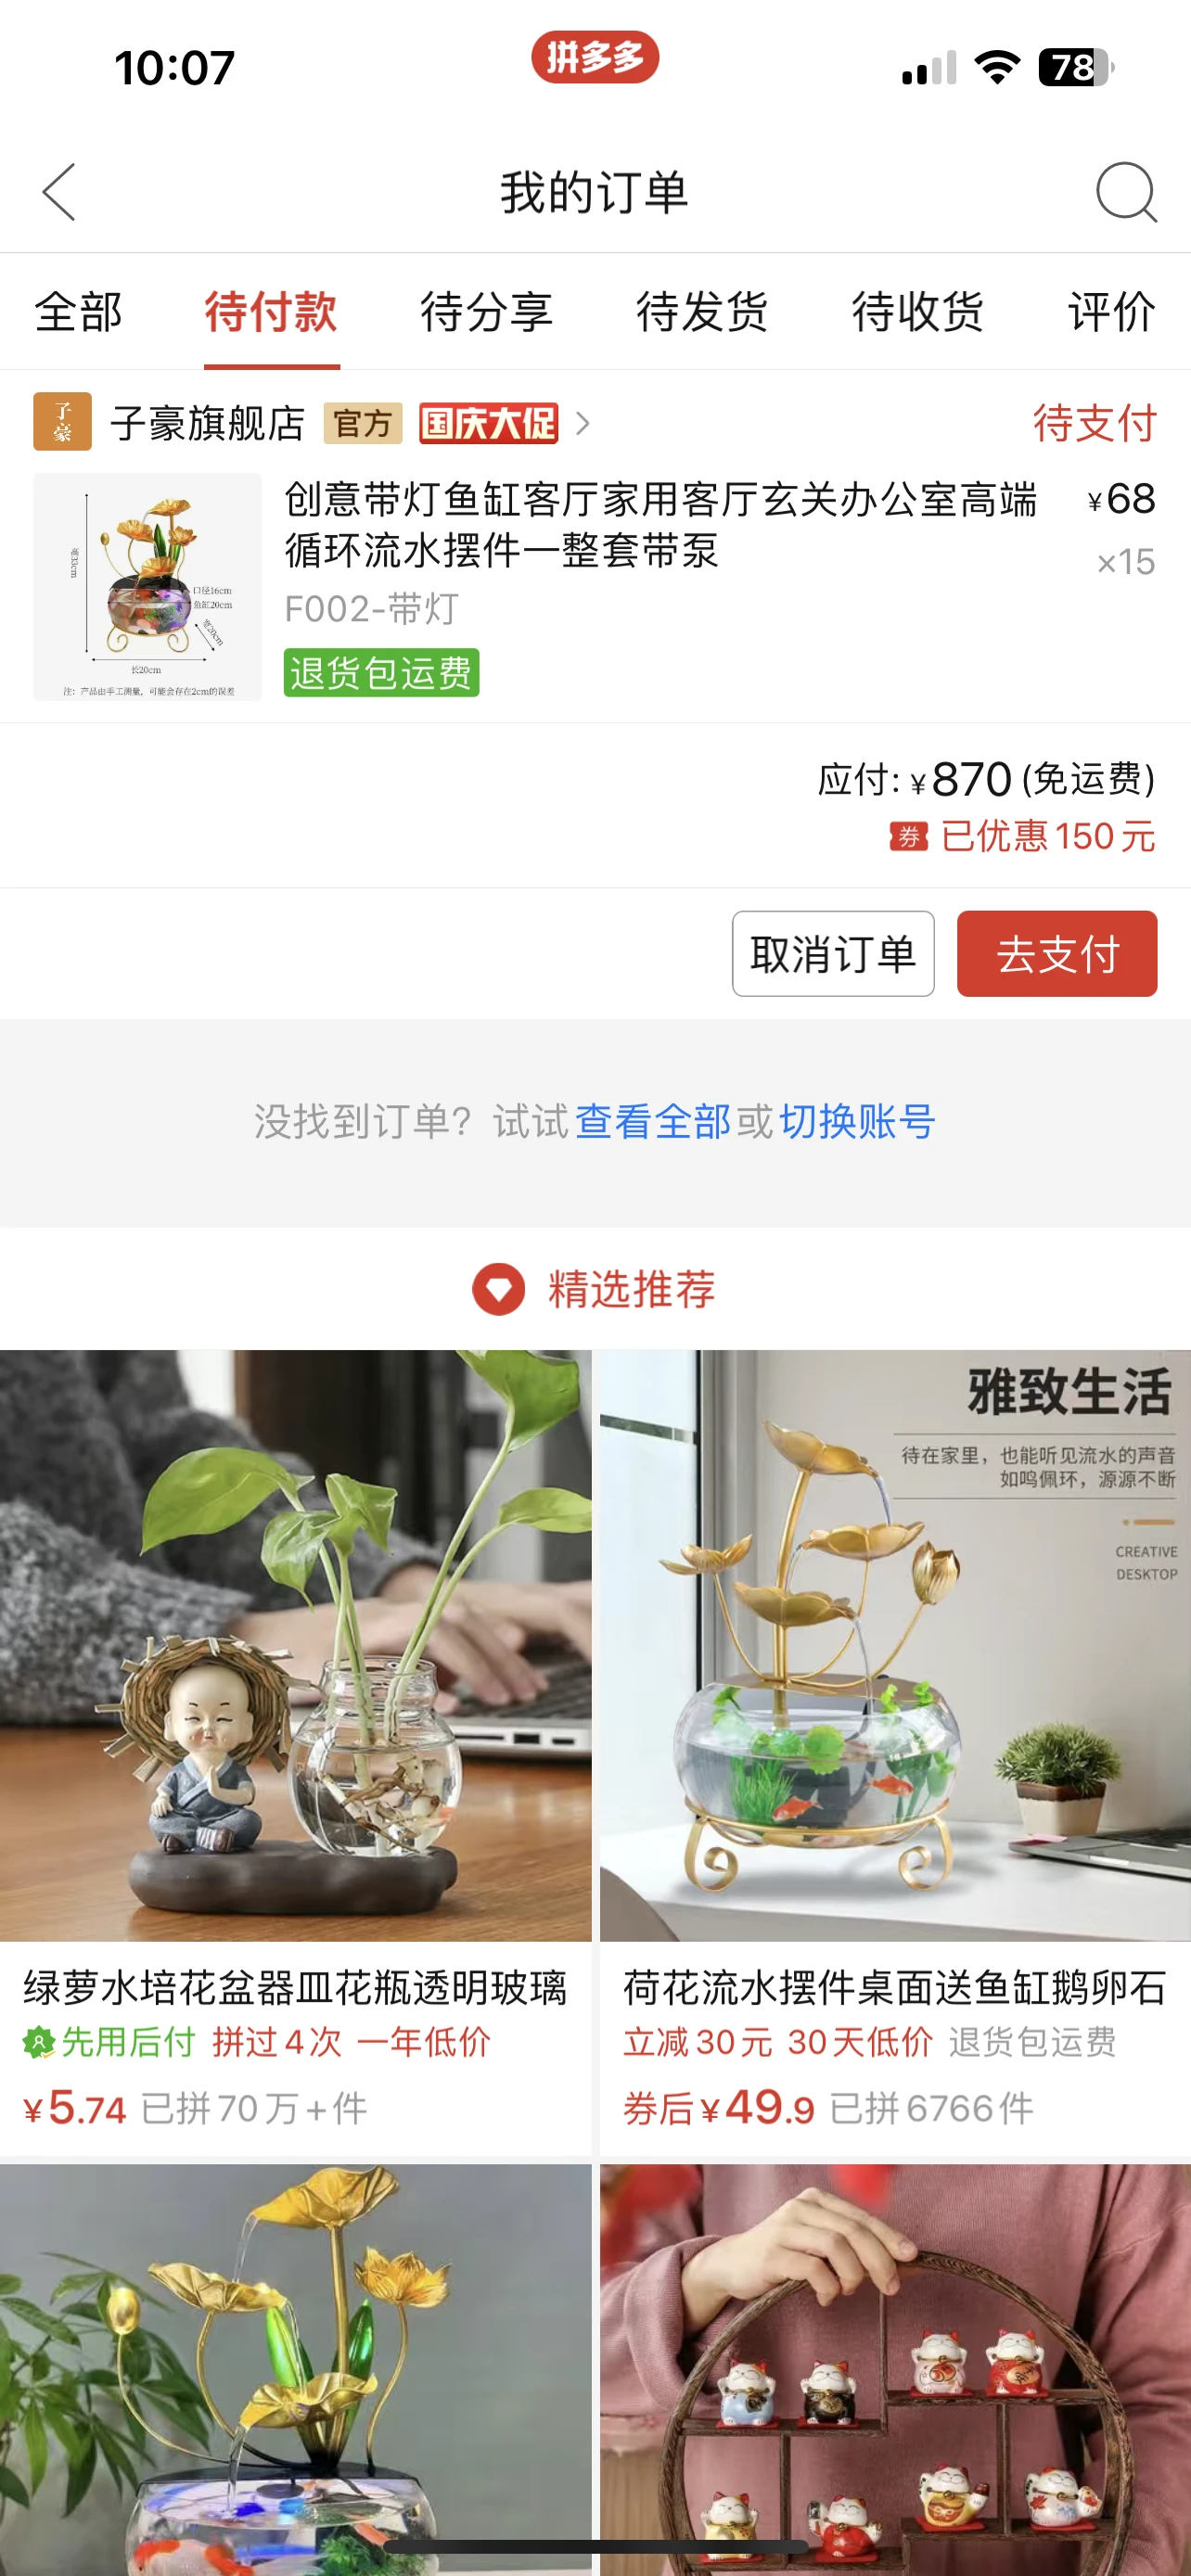 10:07
拼多多
78
我的订单
全部 待付款 待分享 待发货 待收货 评价
子豪
子豪旗舰店 官方 国庆大促
待支付
创意带灯鱼缸客厅家用客厅玄关办公室高端
循环流水摆件一整套带泵
¥68
×15
F002-带灯
退货包运费
高33cm
口径16cm
鱼缸20cm
宽20cm
长20cm
注：产品由手工测量，可能会存在2cm的误差
应付: ¥870 (免运费)
券 已优惠150元
取消订单 去支付
没找到订单？试试查看全部或切换账号
精选推荐
雅致生活
待在家里，也能听见流水的声音
如鸣佩环，源源不断
CREATIVE
DESKTOP
绿萝水培花盆器皿花瓶透明玻璃
先用后付 拼过4次 一年低价
¥5.74 已拼70万+件
荷花流水摆件桌面送鱼缸鹅卵石
立减30元 30天低价 退货包运费
券后¥49.9 已拼6766件